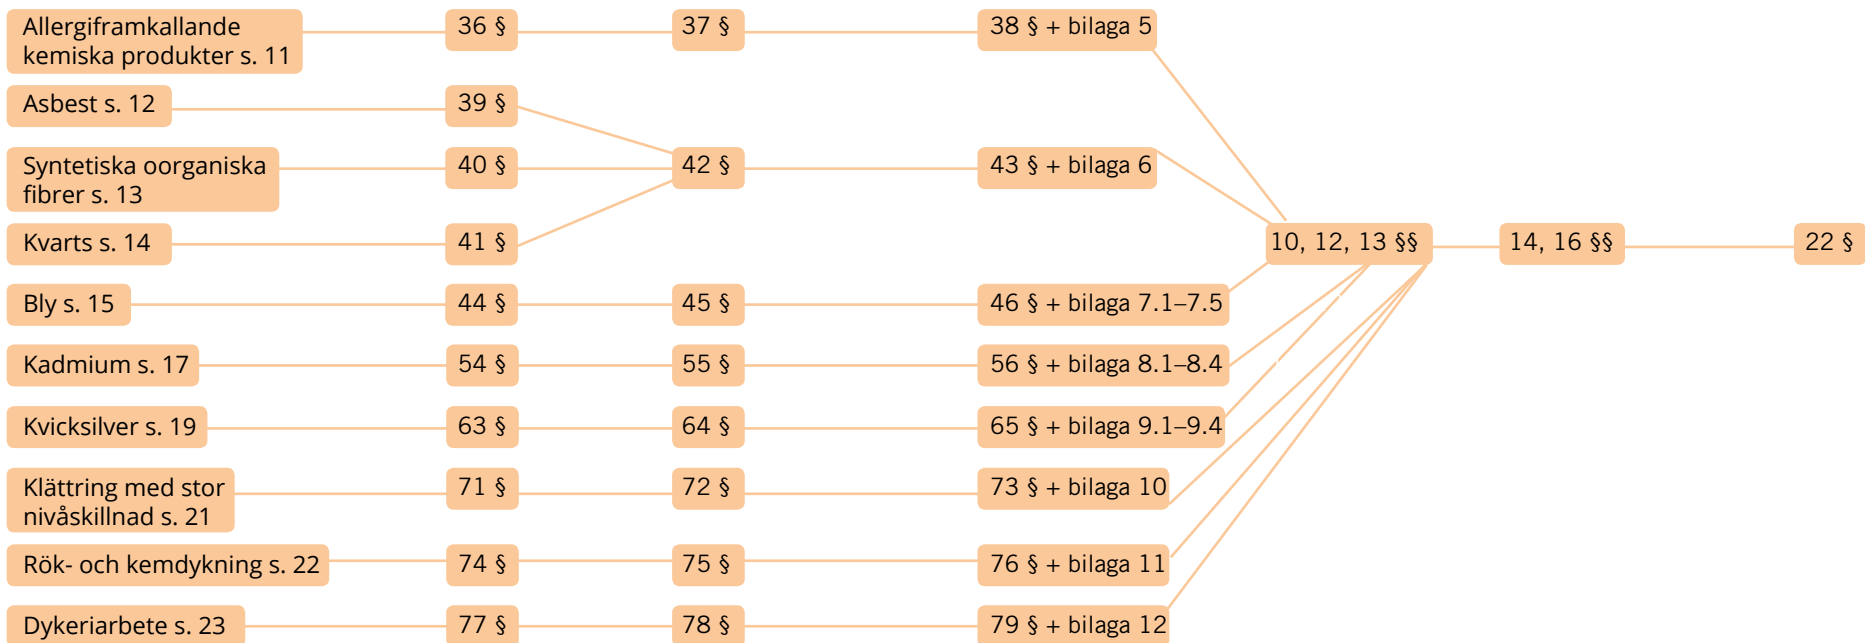 Allergiframkallande
kemiska produkter s. 11
36 §
37 §
38 § + bilaga 5
Asbest s. 12
39 §
Syntetiska oorganiska
fibrer s. 13
40 §
42 §
43 § + bilaga 6
Kvarts s. 14
41 §
10, 12, 13 §§
14, 16 §§
22 §
Bly s. 15
44 §
45 §
46 § + bilaga 7.1–7.5
Kadmium s. 17
54 §
55 §
56 § + bilaga 8.1–8.4
Kvicksilver s. 19
63 §
64 §
65 § + bilaga 9.1–9.4
Klättring med stor
nivåskillnad s. 21
71 §
72 §
73 § + bilaga 10
Rök- och kemdykning s. 22
74 §
75 §
76 § + bilaga 11
Dykeriarbete s. 23
77 §
78 §
79 § + bilaga 12